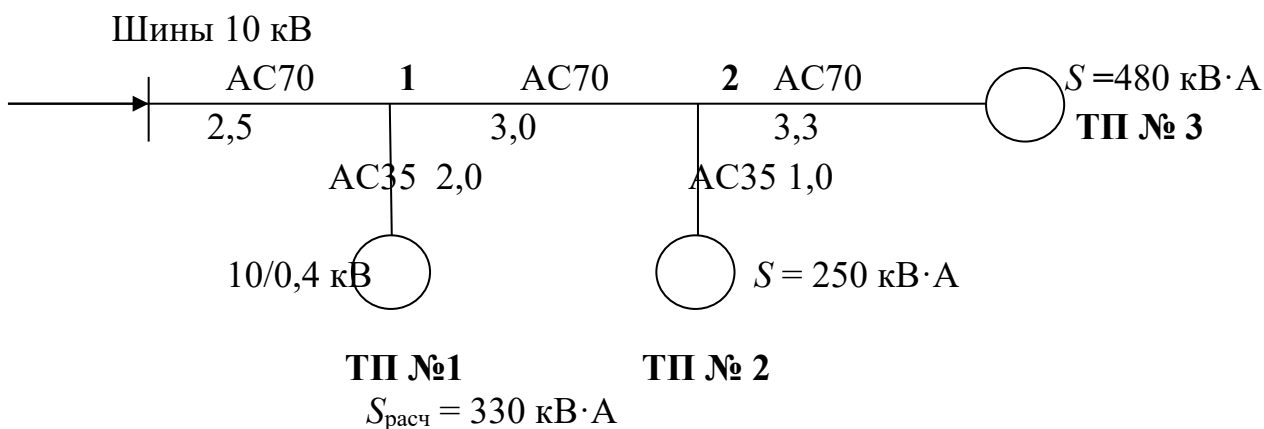 Шины 10 кВ
АС70 1 АС70 2 АС70 S =480 кВ·А
2,5 3,0 3,3 ТП № 3
АС35 2,0 АС35 1,0
10/0,4 кВ S = 250 кВ·А
ТП №1 ТП № 2
Sрасч = 330 кВ·А